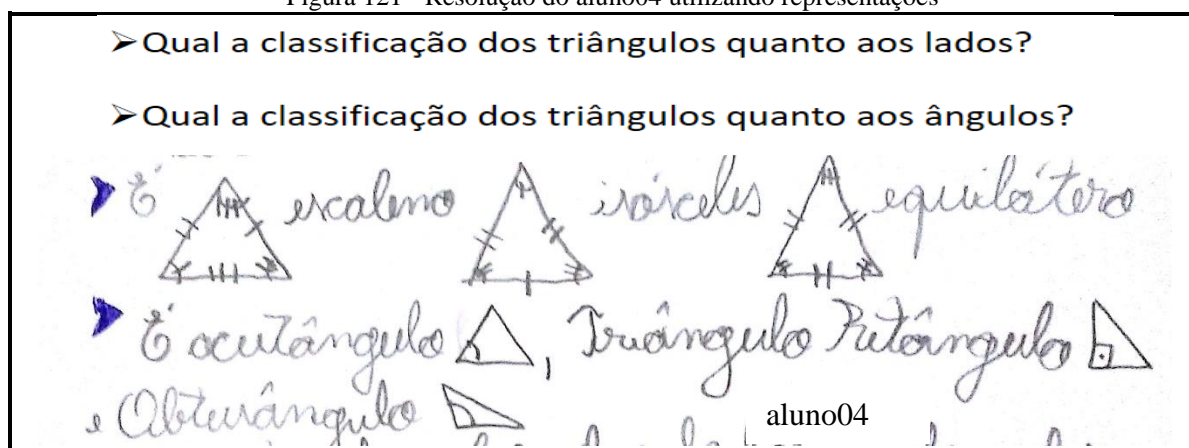 Figura 121 - Resolução do aluno04 utilizando representações
➢Qual a classificação dos triângulos quanto aos lados?
➢Qual a classificação dos triângulos quanto aos ângulos?
É escaleno isósceles equilátero
É ocutângulo, Triângulo Retângulo
e Obtusângulo
aluno04